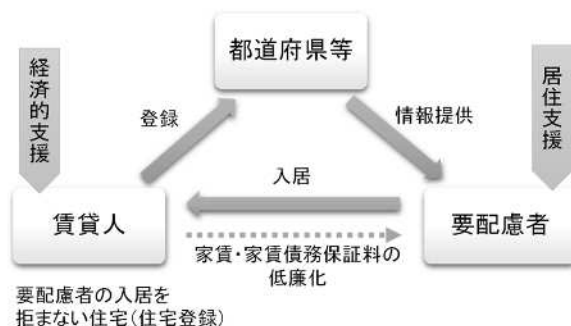 都道府県等
経済的支援
居住支援
登録
情報提供
入居
賃貸人
要配慮者
家賃・家賃債務保証料の
低廉化
要配慮者の入居を
拒まない住宅(住宅登録)